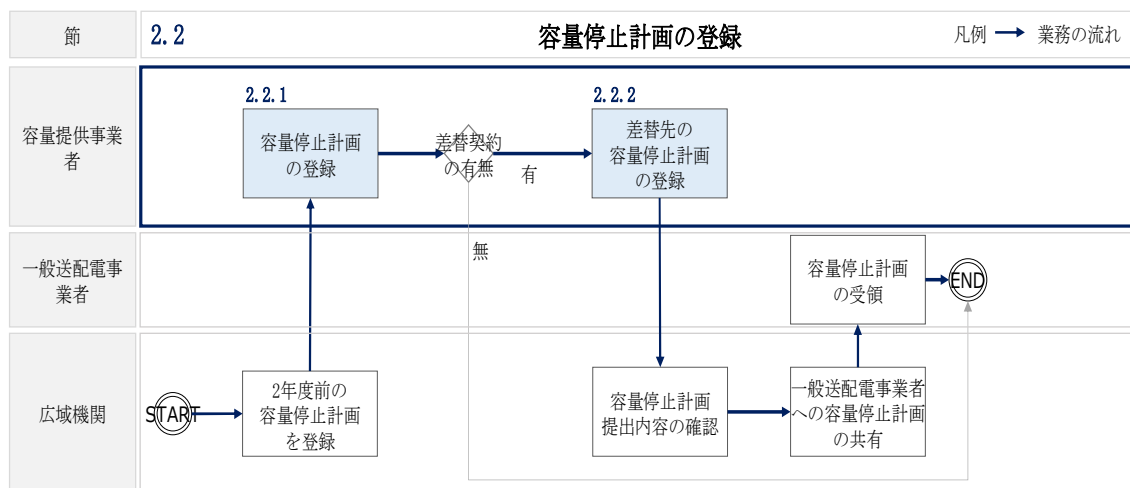 節
2.2
容量停止計画の登録
凡例
業務の流れ
容量提供事業
者
2.2.1
容量停止計画
の登録
差替契約
の有無
有
無
2.2.2
差替先の
容量停止計画
の登録
一般送配電事
業者
容量停止計画
の受領
END
広域機関
START
2年度前の
容量停止計画
を登録
容量停止計画
提出内容の確認
一般送配電事業者
への容量停止計画
の共有